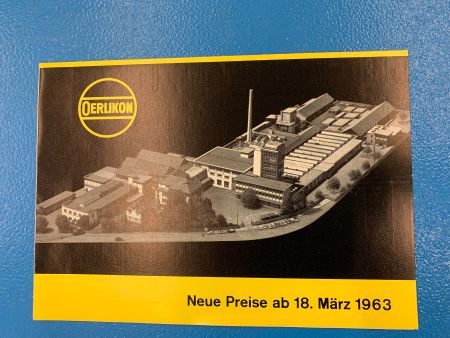 OERLIKON
Neue Preise ab 18. März 1963